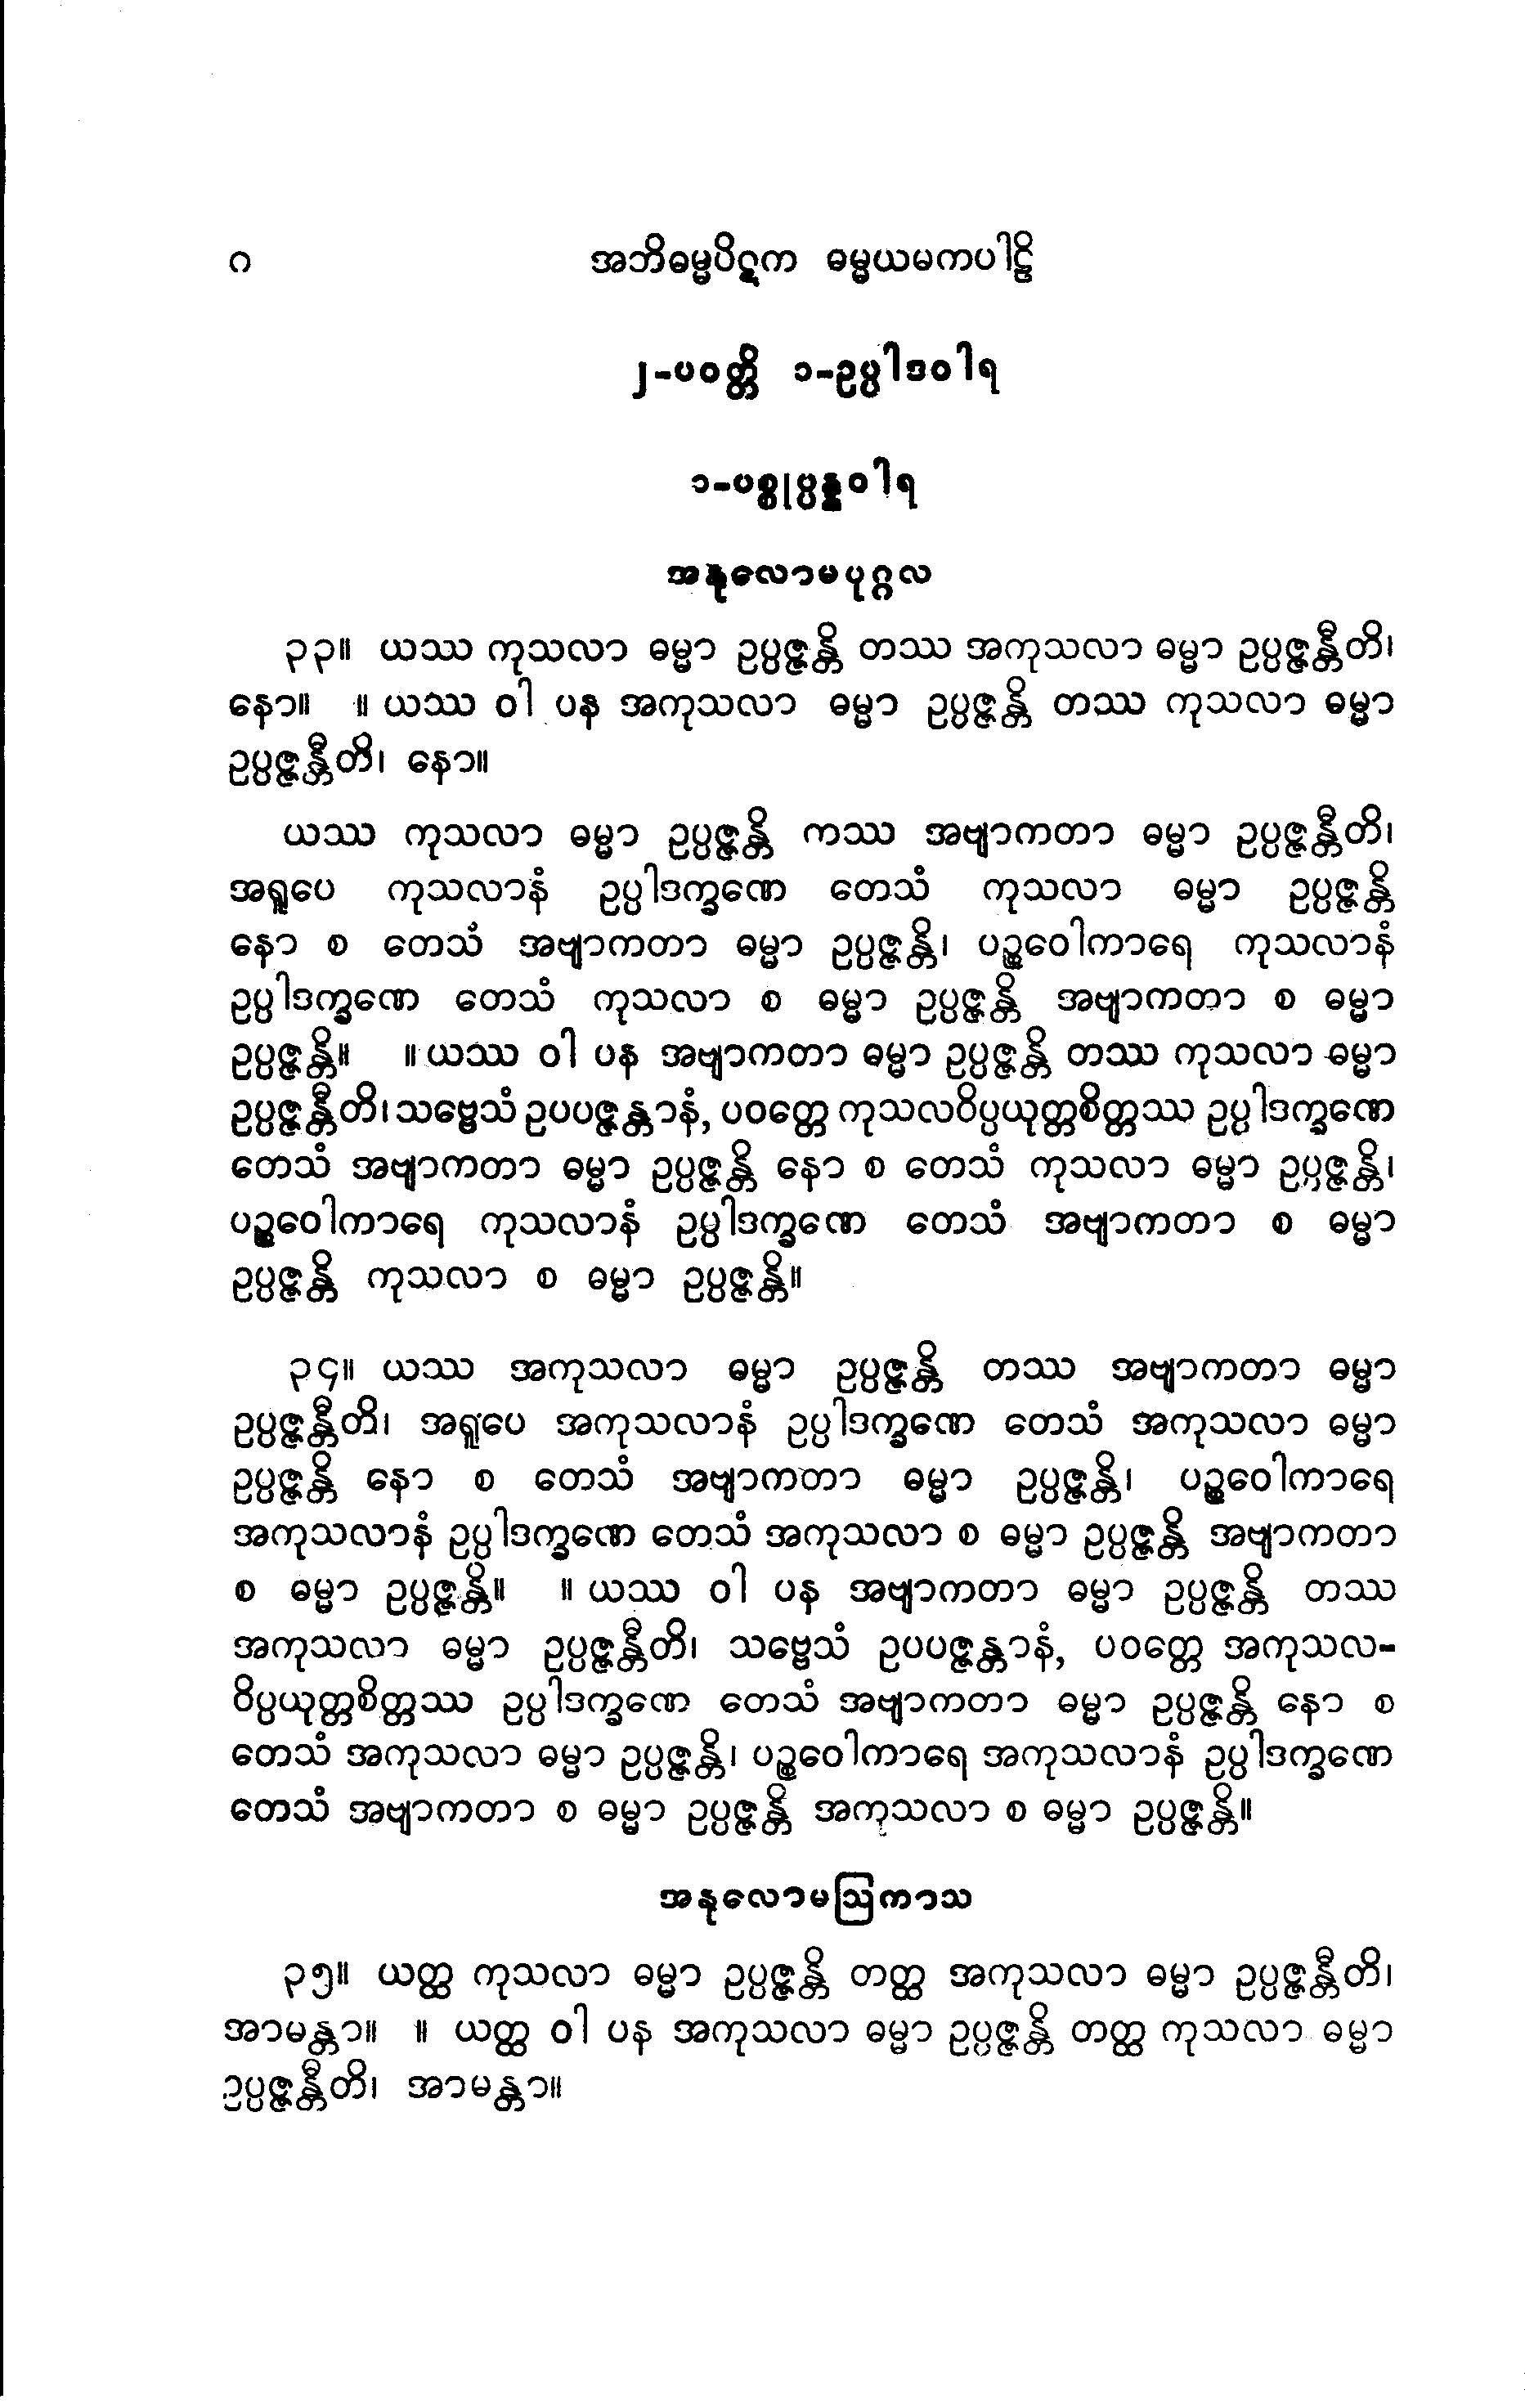 ဂ အဘိဓမ္မပိဋက ဓမ္မယမကပါဠိ
၂-ပဝတ္တိ ၁-ဥပ္ပါဒဝါရ
၁-ပစ္စုပ္ပန္နဝါရ
အနုလောမပုဂ္ဂလ
၃၃။ ယဿ ကုသလာ ဓမ္မာ ဥပ္ပဇ္ဇန္တိ တဿ အကုသလာ ဓမ္မာ ဥပ္ပဇ္ဇန္တီတိ၊
နော။ ။ ယဿ ဝါ ပန အကုသလာ ဓမ္မာ ဥပ္ပဇ္ဇန္တိ တဿ ကုသလာ ဓမ္မာ
ဥပ္ပဇ္ဇန္တီတိ၊ နော။
ယဿ ကုသလာ ဓမ္မာ ဥပ္ပဇ္ဇန္တိ ကဿ အဗျာကတာ ဓမ္မာ ဥပ္ပဇ္ဇန္တီတိ၊
အရူပေ ကုသလာနံ ဥပ္ပါဒက္ခဏေ တေသံ ကုသလာ ဓမ္မာ ဥပ္ပဇ္ဇန္တိ
နော စ တေသံ အဗျာကတာ ဓမ္မာ ဥပ္ပဇ္ဇန္တိ၊ ပဉ္စဝေါကာရေ ကုသလာနံ
ဥပ္ပါဒက္ခဏေ တေသံ ကုသလာ စ ဓမ္မာ ဥပ္ပဇ္ဇန္တိ အဗျာကတာ စ ဓမ္မာ
ဥပ္ပဇ္ဇန္တိ။ ။ ယဿ ဝါ ပန အဗျာကတာ ဓမ္မာ ဥပ္ပဇ္ဇန္တိ တဿ ကုသလာ ဓမ္မာ
ဥပ္ပဇ္ဇန္တီတိ၊ သဗ္ဗေသံ ဥပပဇ္ဇန္တာနံ, ပဝတ္တေ ကုသလဝိပ္ပယုတ္တစိတ္တဿ ဥပ္ပါဒက္ခဏေ
တေသံ အဗျာကတာ ဓမ္မာ ဥပ္ပဇ္ဇန္တိ နော စ တေသံ ကုသလာ ဓမ္မာ ဥပ္ပဇ္ဇန္တိ၊
ပဉ္စဝေါကာရေ ကုသလာနံ ဥပ္ပါဒက္ခဏေ တေသံ အဗျာကတာ စ ဓမ္မာ
ဥပ္ပဇ္ဇန္တိ ကုသလာ စ ဓမ္မာ ဥပ္ပဇ္ဇန္တိ။
၃၄။ ယဿ အကုသလာ ဓမ္မာ ဥပ္ပဇ္ဇန္တိ တဿ အဗျာကတာ ဓမ္မာ
ဥပ္ပဇ္ဇန္တီတိ၊ အရူပေ အကုသလာနံ ဥပ္ပါဒက္ခဏေ တေသံ အကုသလာ ဓမ္မာ
ဥပ္ပဇ္ဇန္တိ နော စ တေသံ အဗျာကတာ ဓမ္မာ ဥပ္ပဇ္ဇန္တိ၊ ပဉ္စဝေါကာရေ
အကုသလာနံ ဥပ္ပါဒက္ခဏေ တေသံ အကုသလာ စ ဓမ္မာ ဥပ္ပဇ္ဇန္တိ အဗျာကတာ
စ ဓမ္မာ ဥပ္ပဇ္ဇန္တိ။ ။ ယဿ ဝါ ပန အဗျာကတာ ဓမ္မာ ဥပ္ပဇ္ဇန္တိ တဿ
အကုသလာ ဓမ္မာ ဥပ္ပဇ္ဇန္တီတိ၊ သဗ္ဗေသံ ဥပပဇ္ဇန္တာနံ, ပဝတ္တေ အကုသလ-
ဝိပ္ပယုတ္တစိတ္တဿ ဥပ္ပါဒက္ခဏေ တေသံ အဗျာကတာ ဓမ္မာ ဥပ္ပဇ္ဇန္တိ နော စ
တေသံ အကုသလာ ဓမ္မာ ဥပ္ပဇ္ဇန္တိ၊ ပဉ္စဝေါကာရေ အကုသလာနံ ဥပ္ပါဒက္ခဏေ
တေသံ အဗျာကတာ စ ဓမ္မာ ဥပ္ပဇ္ဇန္တိ အကုသလာ စ ဓမ္မာ ဥပ္ပဇ္ဇန္တိ။
အနုလောမဩကာသ
၃၅။ ယတ္ထ ကုသလာ ဓမ္မာ ဥပ္ပဇ္ဇန္တိ တတ္ထ အကုသလာ ဓမ္မာ ဥပ္ပဇ္ဇန္တီတိ၊
အာမန္တာ။ ။ ယတ္ထ ဝါ ပန အကုသလာ ဓမ္မာ ဥပ္ပဇ္ဇန္တိ တတ္ထ ကုသလာ ဓမ္မာ
ဥပ္ပဇ္ဇန္တီတိ၊ အာမန္တာ။